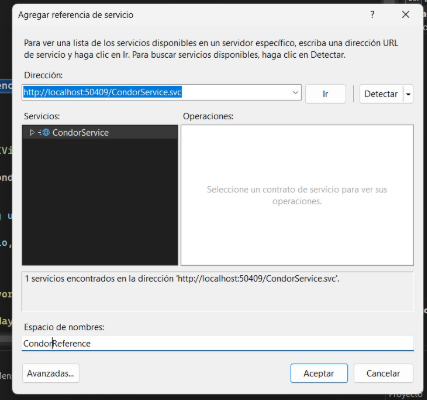 Agregar referencia de servicio
Para ver una lista de los servicios disponibles en un servidor específico, escriba una dirección URL
de servicio y haga clic en Ir. Para buscar servicios disponibles, haga clic en Detectar.
Dirección:
http://localhost:50409/CondorService.svc
Ir
Detectar
Servicios:
Operaciones:
CondorService
Seleccione un contrato de servicio para ver sus
operaciones.
1 servicios encontrados en la dirección 'http://localhost:50409/CondorService.svc'.
Espacio de nombres:
CondorReference
Avanzadas...
Aceptar
Cancelar
Proyecto